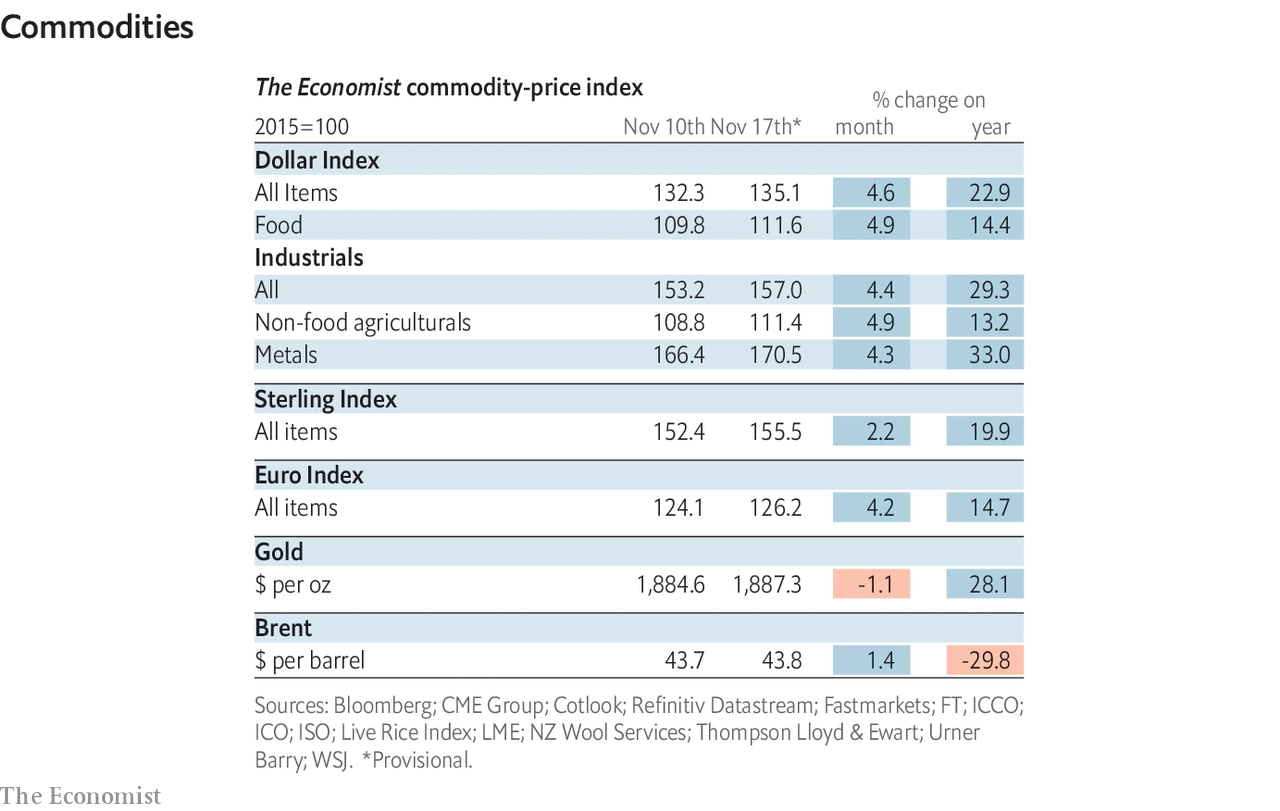 Commodities
The Economist commodity-price index
% change on
2015=100 Nov 10th Nov 17th* month year
Dollar Index
All Items 132.3 135.1 4.6 22.9
Food 109.8 111.6 4.9 14.4
Industrials
All 153.2 157.0 4.4 29.3
Non-food agriculturals 108.8 111.4 4.9 13.2
Metals 166.4 170.5 4.3 33.0
Sterling Index
All items 152.4 155.5 2.2 19.9
Euro Index
All items 124.1 126.2 4.2 14.7
Gold
$ per oz 1,884.6 1,887.3 -1.1 28.1
Brent
$ per barrel 43.7 43.8 1.4 -29.8
Sources: Bloomberg; CME Group; Cotlook; Refinitiv Datastream; Fastmarkets; FT; ICCO;
ICO; ISO; Live Rice Index; LME; NZ Wool Services; Thompson Lloyd & Ewart; Urner
Barry; WSJ. *Provisional.
The Economist